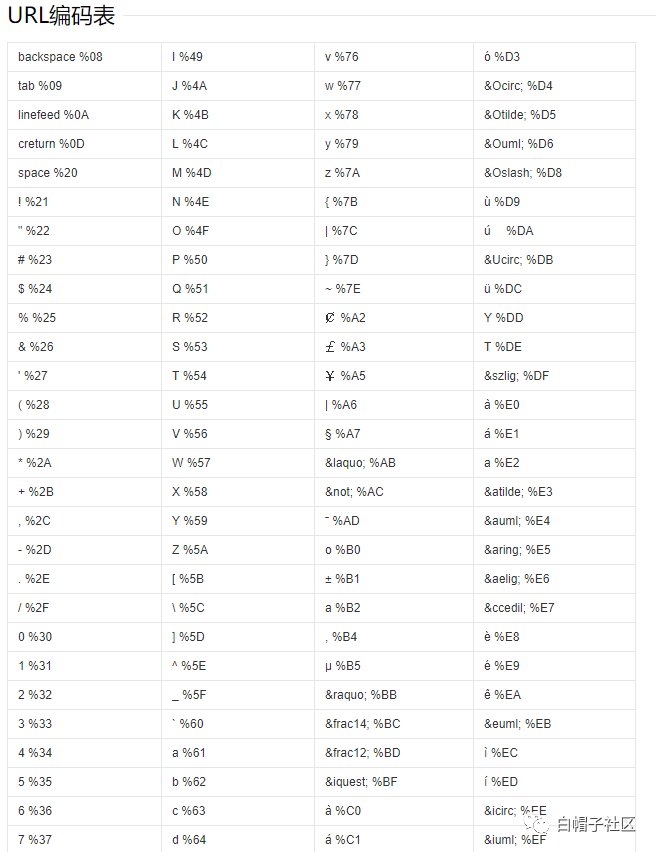 URL编码表
backspace %08 I %49 v %76 ó %D3
tab %09 J %4A w %77 &Ocirc; %D4
linefeed %0A K %4B x %78 &Otilde; %D5
creturn %0D L %4C y %79 &Ouml; %D6
space %20 M %4D z %7A &Oslash; %D8
! %21 N %4E { %7B ù %D9
" %22 O %4F | %7C ú %DA
# %23 P %50 } %7D &Ucirc; %DB
$ %24 Q %51 ~ %7E ü %DC
% %25 R %52 ₡ %A2 Y %DD
& %26 S %53 ￡ %A3 T %DE
' %27 T %54 ￥ %A5 &szlig; %DF
( %28 U %55 | %A6 à %E0
) %29 V %56 § %A7 á %E1
* %2A W %57 &laquo; %AB a %E2
+ %2B X %58 &not; %AC &atilde; %E3
, %2C Y %59 ˉ %AD &auml; %E4
- %2D Z %5A o %B0 &aring; %E5
. %2E [ %5B ± %B1 &aelig; %E6
/ %2F \ %5C a %B2 &ccedil; %E7
0 %30 ] %5D , %B4 è %E8
1 %31 ^ %5E µ %B5 é %E9
2 %32 _ %5F &raquo; %BB ê %EA
3 %33 ` %60 &frac14; %BC &euml; %EB
4 %34 a %61 &frac12; %BD ì %EC
5 %35 b %62 &iquest; %BF í %ED
6 %36 c %63 à %C0 &icirc; %EE
7 %37 d %64 á %C1 &iuml; %EF
白帽子社区